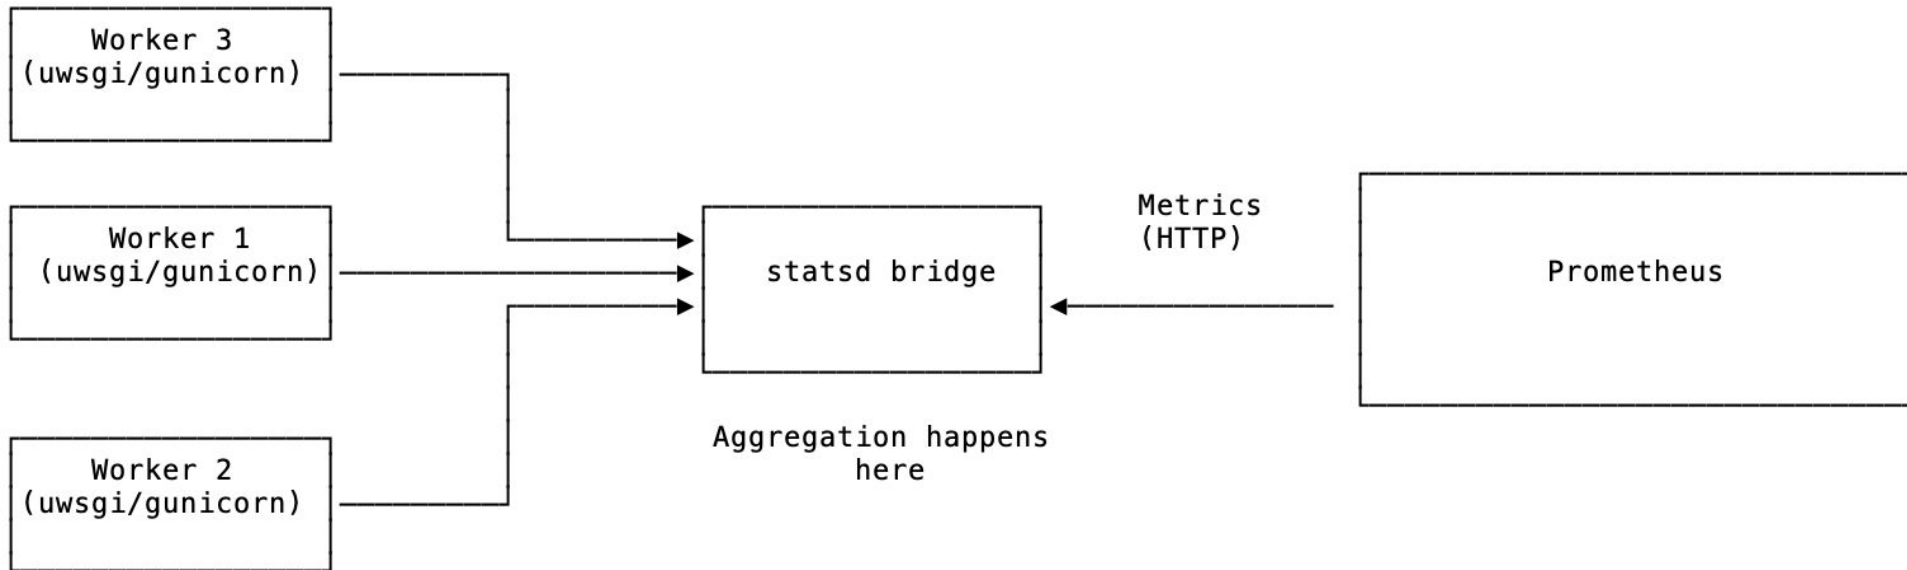 Worker 3
(uwsgi/gunicorn)
Worker 1
(uwsgi/gunicorn)
Worker 2
(uwsgi/gunicorn)
statsd bridge
Aggregation happens
here
Metrics
(HTTP)
Prometheus